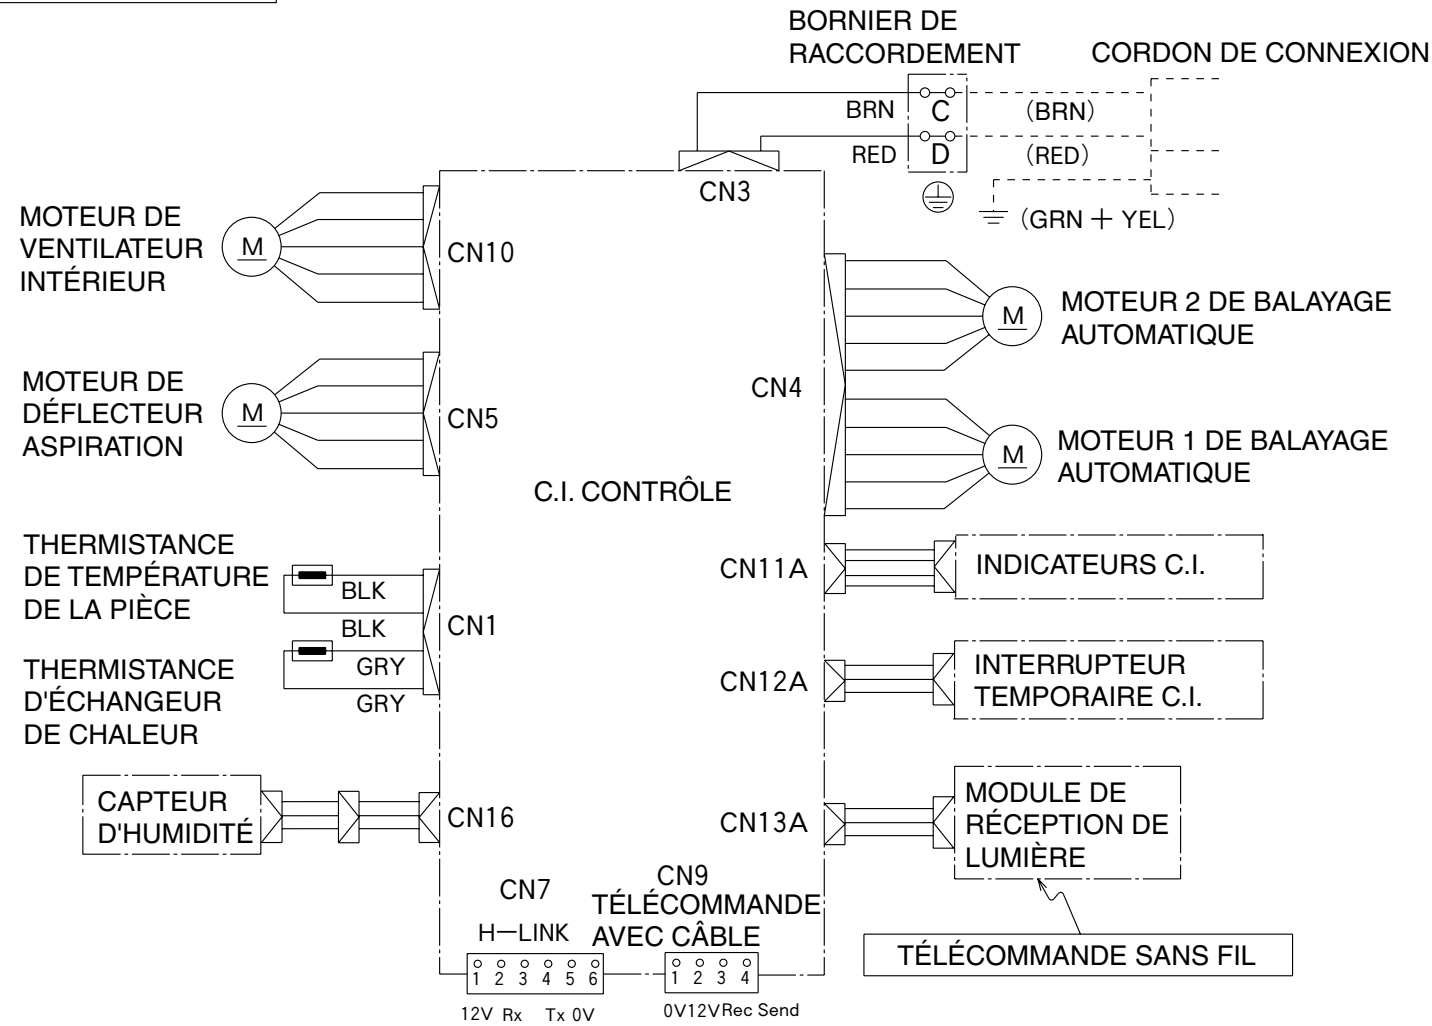 BORNIER DE
RACCORDEMENT
CORDON DE CONNEXION
BRN
C
(BRN)
RED
D
(RED)
(GRN + YEL)
CN3
MOTEUR DE
VENTILATEUR
INTÉRIEUR
M
CN10
M
MOTEUR 2 DE BALAYAGE
AUTOMATIQUE
MOTEUR DE
DÉFLECTEUR
ASPIRATION
M
CN5
CN4
M
MOTEUR 1 DE BALAYAGE
AUTOMATIQUE
C.I. CONTRÔLE
THERMISTANCE
DE TEMPÉRATURE
DE LA PIÈCE
BLK
BLK
CN1
THERMISTANCE
D'ÉCHANGEUR
DE CHALEUR
GRY
GRY
CN11A
INDICATEURS C.I.
CN12A
INTERRUPTEUR
TEMPORAIRE C.I.
CAPTEUR
D'HUMIDITÉ
CN16
CN13A
MODULE DE
RÉCEPTION DE
LUMIÈRE
CN7
H—LINK
CN9
TÉLÉCOMMANDE
AVEC CÂBLE
TÉLÉCOMMANDE SANS FIL
1 2 3 4 5 6
12V Rx Tx 0V
1 2 3 4
0V12VRec Send